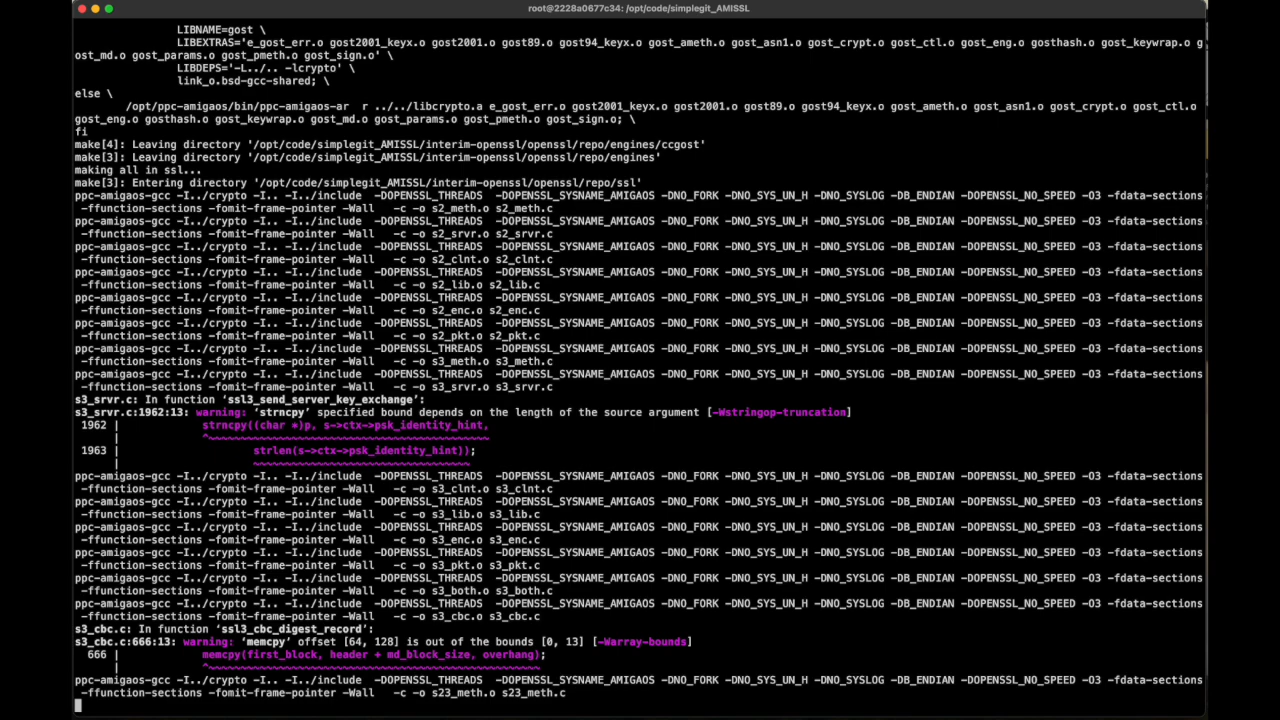 root@2228a0677c34: /opt/code/simplegit_AMISSL
LIBNAME=gost \
LIBEXTRAS='e_gost_err.o gost2001_keyx.o gost2001.o gost89.o gost94_keyx.o gost_ameth.o gost_asn1.o gost_crypt.o gost_ctl.o gost_eng.o gosthash.o gost_keywrap.o g
ost_md.o gost_params.o gost_pmeth.o gost_sign.o' \
LIBDEPS='-L../.. -lcrypto' \
link_o.bsd-gcc-shared; \
else \
/opt/ppc-amigaos/bin/ppc-amigaos-ar  r ../../libcrypto.a e_gost_err.o gost2001_keyx.o gost2001.o gost89.o gost94_keyx.o gost_ameth.o gost_asn1.o gost_crypt.o gost_ctl.o
gost_eng.o gosthash.o gost_keywrap.o gost_md.o gost_params.o gost_pmeth.o gost_sign.o; \
fi
make[4]: Leaving directory '/opt/code/simplegit_AMISSL/interim-openssl/openssl/repo/engines/ccgost'
make[3]: Leaving directory '/opt/code/simplegit_AMISSL/interim-openssl/openssl/repo/engines'
making all in ssl...
make[3]: Entering directory '/opt/code/simplegit_AMISSL/interim-openssl/openssl/repo/ssl'
ppc-amigaos-gcc -I../crypto -I.. -I../include  -DOPENSSL_THREADS  -DOPENSSL_SYSNAME_AMIGAOS -DNO_FORK -DNO_SYS_UN_H -DNO_SYSLOG -DB_ENDIAN -DOPENSSL_NO_SPEED -O3 -fdata-sections
-ffunction-sections -fomit-frame-pointer -Wall   -c -o s2_meth.o s2_meth.c
ppc-amigaos-gcc -I../crypto -I.. -I../include  -DOPENSSL_THREADS  -DOPENSSL_SYSNAME_AMIGAOS -DNO_FORK -DNO_SYS_UN_H -DNO_SYSLOG -DB_ENDIAN -DOPENSSL_NO_SPEED -O3 -fdata-sections
-ffunction-sections -fomit-frame-pointer -Wall   -c -o s2_srvr.o s2_srvr.c
ppc-amigaos-gcc -I../crypto -I.. -I../include  -DOPENSSL_THREADS  -DOPENSSL_SYSNAME_AMIGAOS -DNO_FORK -DNO_SYS_UN_H -DNO_SYSLOG -DB_ENDIAN -DOPENSSL_NO_SPEED -O3 -fdata-sections
-ffunction-sections -fomit-frame-pointer -Wall   -c -o s2_clnt.o s2_clnt.c
ppc-amigaos-gcc -I../crypto -I.. -I../include  -DOPENSSL_THREADS  -DOPENSSL_SYSNAME_AMIGAOS -DNO_FORK -DNO_SYS_UN_H -DNO_SYSLOG -DB_ENDIAN -DOPENSSL_NO_SPEED -O3 -fdata-sections
-ffunction-sections -fomit-frame-pointer -Wall   -c -o s2_lib.o s2_lib.c
ppc-amigaos-gcc -I../crypto -I.. -I../include  -DOPENSSL_THREADS  -DOPENSSL_SYSNAME_AMIGAOS -DNO_FORK -DNO_SYS_UN_H -DNO_SYSLOG -DB_ENDIAN -DOPENSSL_NO_SPEED -O3 -fdata-sections
-ffunction-sections -fomit-frame-pointer -Wall   -c -o s2_enc.o s2_enc.c
ppc-amigaos-gcc -I../crypto -I.. -I../include  -DOPENSSL_THREADS  -DOPENSSL_SYSNAME_AMIGAOS -DNO_FORK -DNO_SYS_UN_H -DNO_SYSLOG -DB_ENDIAN -DOPENSSL_NO_SPEED -O3 -fdata-sections
-ffunction-sections -fomit-frame-pointer -Wall   -c -o s2_pkt.o s2_pkt.c
ppc-amigaos-gcc -I../crypto -I.. -I../include  -DOPENSSL_THREADS  -DOPENSSL_SYSNAME_AMIGAOS -DNO_FORK -DNO_SYS_UN_H -DNO_SYSLOG -DB_ENDIAN -DOPENSSL_NO_SPEED -O3 -fdata-sections
-ffunction-sections -fomit-frame-pointer -Wall   -c -o s3_meth.o s3_meth.c
ppc-amigaos-gcc -I../crypto -I.. -I../include  -DOPENSSL_THREADS  -DOPENSSL_SYSNAME_AMIGAOS -DNO_FORK -DNO_SYS_UN_H -DNO_SYSLOG -DB_ENDIAN -DOPENSSL_NO_SPEED -O3 -fdata-sections
-ffunction-sections -fomit-frame-pointer -Wall   -c -o s3_srvr.o s3_srvr.c
s3_srvr.c: In function ‘ssl3_send_server_key_exchange’:
s3_srvr.c:1962:13: warning: ‘strncpy’ specified bound depends on the length of the source argument [-Wstringop-truncation]
1962 |             strncpy((char *)p, s->ctx->psk_identity_hint,
|             ^~~~~~~~~~~~~~~~~~~~~~~~~~~~~~~~~~~~~~~~~~~~~
1963 |                     strlen(s->ctx->psk_identity_hint));
|                     ~~~~~~~~~~~~~~~~~~~~~~~~~~~~~~~~~~
ppc-amigaos-gcc -I../crypto -I.. -I../include  -DOPENSSL_THREADS  -DOPENSSL_SYSNAME_AMIGAOS -DNO_FORK -DNO_SYS_UN_H -DNO_SYSLOG -DB_ENDIAN -DOPENSSL_NO_SPEED -O3 -fdata-sections
-ffunction-sections -fomit-frame-pointer -Wall   -c -o s3_clnt.o s3_clnt.c
ppc-amigaos-gcc -I../crypto -I.. -I../include  -DOPENSSL_THREADS  -DOPENSSL_SYSNAME_AMIGAOS -DNO_FORK -DNO_SYS_UN_H -DNO_SYSLOG -DB_ENDIAN -DOPENSSL_NO_SPEED -O3 -fdata-sections
-ffunction-sections -fomit-frame-pointer -Wall   -c -o s3_lib.o s3_lib.c
ppc-amigaos-gcc -I../crypto -I.. -I../include  -DOPENSSL_THREADS  -DOPENSSL_SYSNAME_AMIGAOS -DNO_FORK -DNO_SYS_UN_H -DNO_SYSLOG -DB_ENDIAN -DOPENSSL_NO_SPEED -O3 -fdata-sections
-ffunction-sections -fomit-frame-pointer -Wall   -c -o s3_enc.o s3_enc.c
ppc-amigaos-gcc -I../crypto -I.. -I../include  -DOPENSSL_THREADS  -DOPENSSL_SYSNAME_AMIGAOS -DNO_FORK -DNO_SYS_UN_H -DNO_SYSLOG -DB_ENDIAN -DOPENSSL_NO_SPEED -O3 -fdata-sections
-ffunction-sections -fomit-frame-pointer -Wall   -c -o s3_pkt.o s3_pkt.c
ppc-amigaos-gcc -I../crypto -I.. -I../include  -DOPENSSL_THREADS  -DOPENSSL_SYSNAME_AMIGAOS -DNO_FORK -DNO_SYS_UN_H -DNO_SYSLOG -DB_ENDIAN -DOPENSSL_NO_SPEED -O3 -fdata-sections
-ffunction-sections -fomit-frame-pointer -Wall   -c -o s3_both.o s3_both.c
ppc-amigaos-gcc -I../crypto -I.. -I../include  -DOPENSSL_THREADS  -DOPENSSL_SYSNAME_AMIGAOS -DNO_FORK -DNO_SYS_UN_H -DNO_SYSLOG -DB_ENDIAN -DOPENSSL_NO_SPEED -O3 -fdata-sections
-ffunction-sections -fomit-frame-pointer -Wall   -c -o s3_cbc.o s3_cbc.c
s3_cbc.c: In function ‘ssl3_cbc_digest_record’:
s3_cbc.c:666:13: warning: ‘memcpy’ offset [64, 128] is out of the bounds [0, 13] [-Warray-bounds]
666 |             memcpy(first_block, header + md_block_size, overhang);
|             ^~~~~~~~~~~~~~~~~~~~~~~~~~~~~~~~~~~~~~~~~~~~~~~~~~~~~
ppc-amigaos-gcc -I../crypto -I.. -I../include  -DOPENSSL_THREADS  -DOPENSSL_SYSNAME_AMIGAOS -DNO_FORK -DNO_SYS_UN_H -DNO_SYSLOG -DB_ENDIAN -DOPENSSL_NO_SPEED -O3 -fdata-sections
-ffunction-sections -fomit-frame-pointer -Wall   -c -o s23_meth.o s23_meth.c